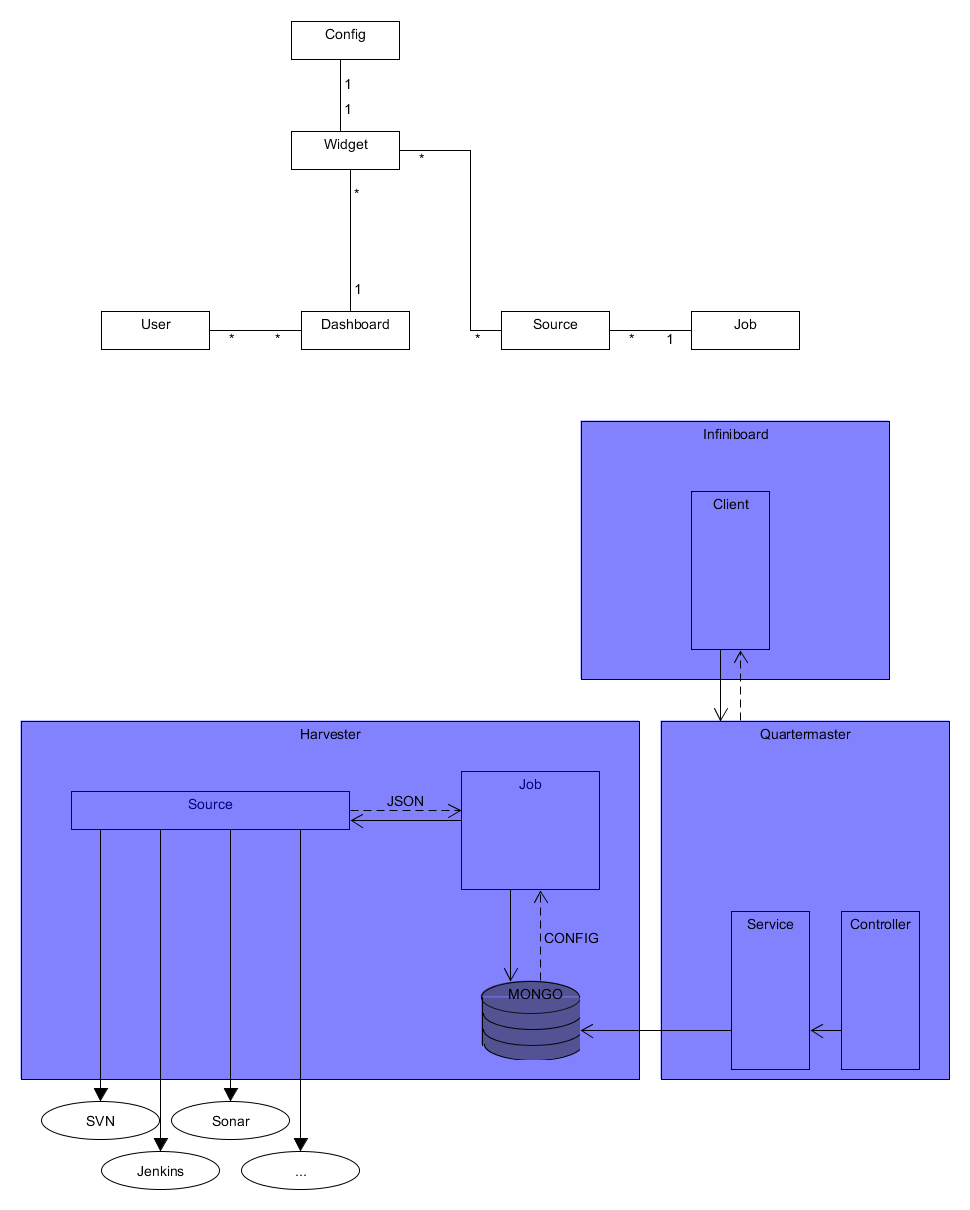 Config
1
1
Widget
*
*
1
User
*
*
Dashboard
*
Source
*
1
Job
Infiniboard
Client
Harvester
Quartermaster
Source
JSON
Job
CONFIG
MONGO
Service
Controller
SVN
Sonar
Jenkins
...